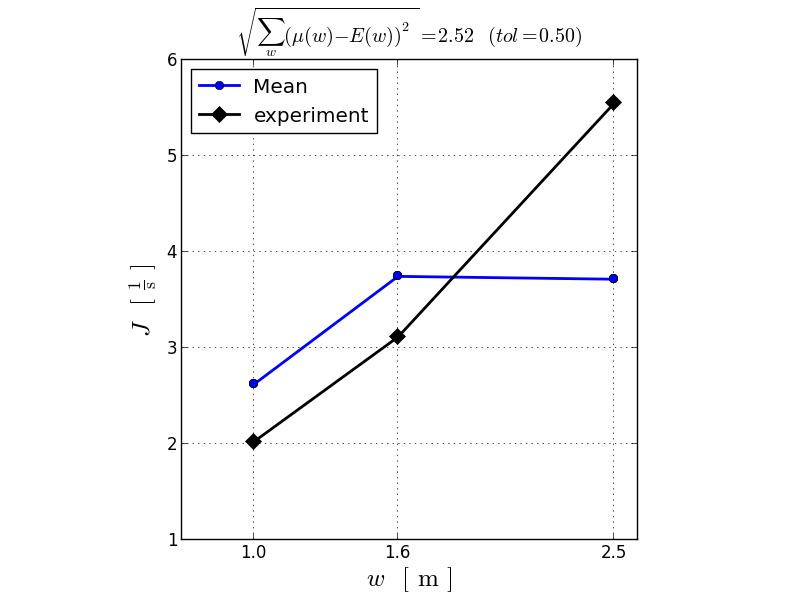 √∑_w(μ(w)−E(w))² =2.52 (tol=0.50)
Mean
experiment
6
5
4
3
2
1
J [ 1/s ]
1.0 1.6 2.5
w [ m ]